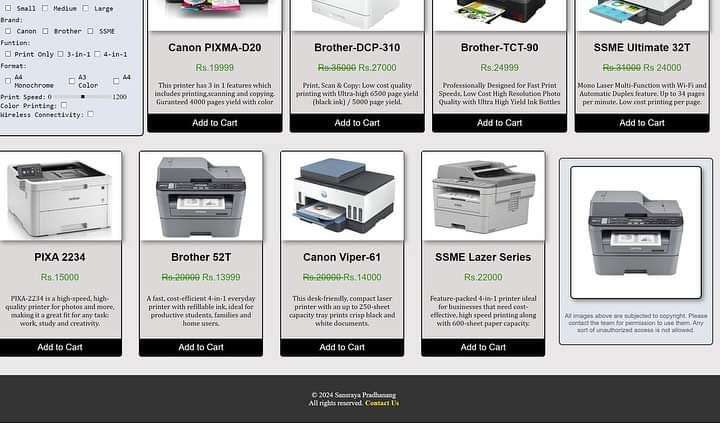 Small Medium Large
Brand:
Canon Brother SSME
Funtion:
Print Only 3-in-1 4-in-1
Format:
A4 Monochrome A3 Color A4
Print Speed: 0 1200
Color Printing:
Wireless Connectivity:
Canon PIXMA-D20
Rs.19999
This printer has 3 in 1 features which
includes printing,scanning and copying.
Guranteed 4000 pages yield with color
Add to Cart
Brother-DCP-310
Rs.35000 Rs.27000
Print, Scan & Copy: Low cost quality
printing with Ultra-high 6500 page yield
(black ink) / 5000 page yield.
Add to Cart
Brother-TCT-90
Rs.24999
Professionally Designed for Fast Print
Speeds, Low Cost High Resolution Photo
Quality with Ultra High Yield Ink Bottles
Add to Cart
SSME Ultimate 32T
Rs.31000 Rs.24000
Mono Laser Multi-Function with Wi-Fi and
Automatic Duplex feature. Up to 34 pages
per minute. Low cost printing per page.
Add to Cart
PIXA 2234
Rs.15000
PIXA-2234 is a high-speed, high-
quality printer for photos and more,
making it a great fit for any task:
work, study and creativity.
Add to Cart
Brother 52T
Rs.20000 Rs.13999
A fast, cost-efficient 4-in-1 everyday
printer with refillable ink, ideal for
productive students, families and
home users.
Add to Cart
Canon Viper-61
Rs.20000 Rs.14000
This desk-friendly, compact laser
printer with an up to 250-sheet
capacity tray prints crisp black and
white documents.
Add to Cart
SSME Lazer Series
Rs.22000
Feature-packed 4-in-1 printer ideal
for businesses that need cost-
effective, high speed printing along
with 600-sheet paper capacity.
Add to Cart
All images above are subjected to copyright. Please
contact the team for permission to use them. Any
sort of unauthorized access is not allowed.
© 2024 Pradhanang
All rights reserved. Contact Us